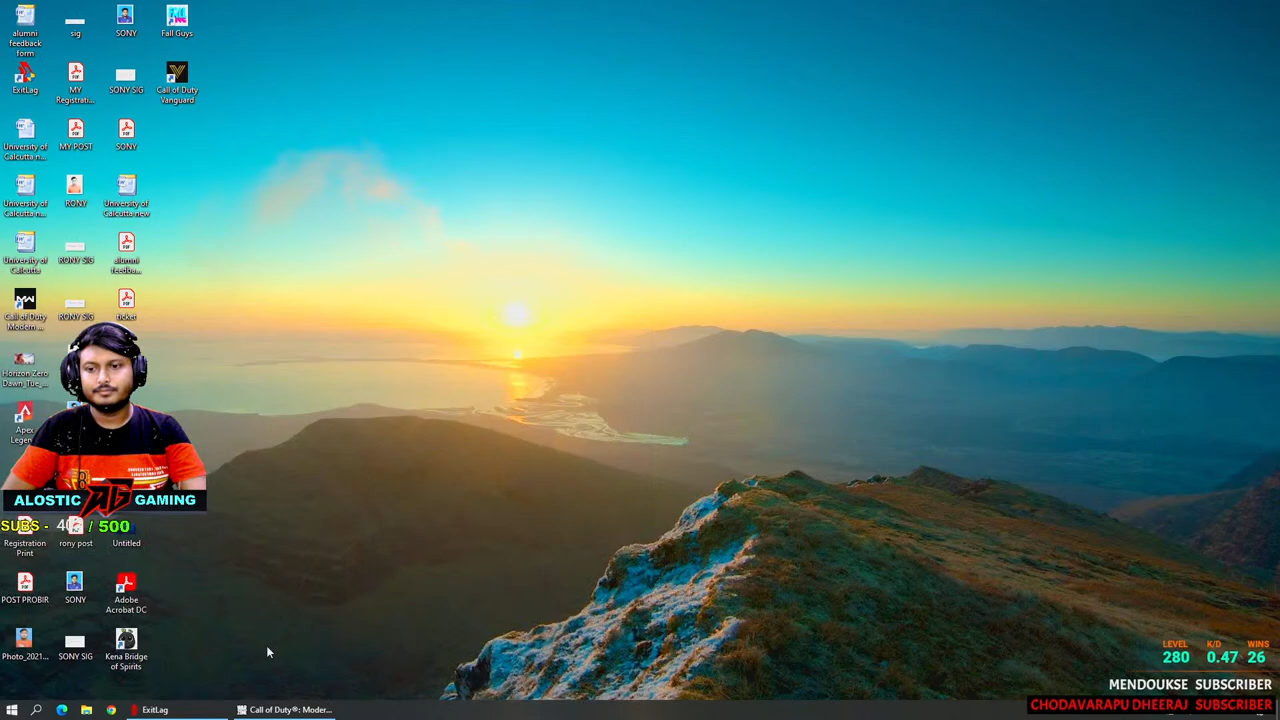 alumni
feedback
form
sig
SONY
Fall Guys
ExitLag
MY
Registrati...
SONY SIG
Call of Duty
Vanguard
University of
Calcutta n...
MY POST
SONY
University of
Calcutta n...
RONY
University of
Calcutta new
University of
Calcutta
RONY SIG
alumni
feedba...
Call of Duty
Modern ...
RONY SIG
ticket
Horizon Zero
Dawn_Tue_...
Apex
ALOSTIC AG GAMING
SUBS - / 500
Registration
Print
rony post
Untitled
POST PROBIR
SONY
Adobe
Acrobat DC
Photo_2021...
SONY SIG
Kena Bridge
of Spirits
LEVEL K/D WINS
280 0.47 26
MENDOUKSE SUBSCRIBER
CHODAVARAPU DHEERAJ SUBSCRIBER
ExitLag
Call of Duty®: Moder...